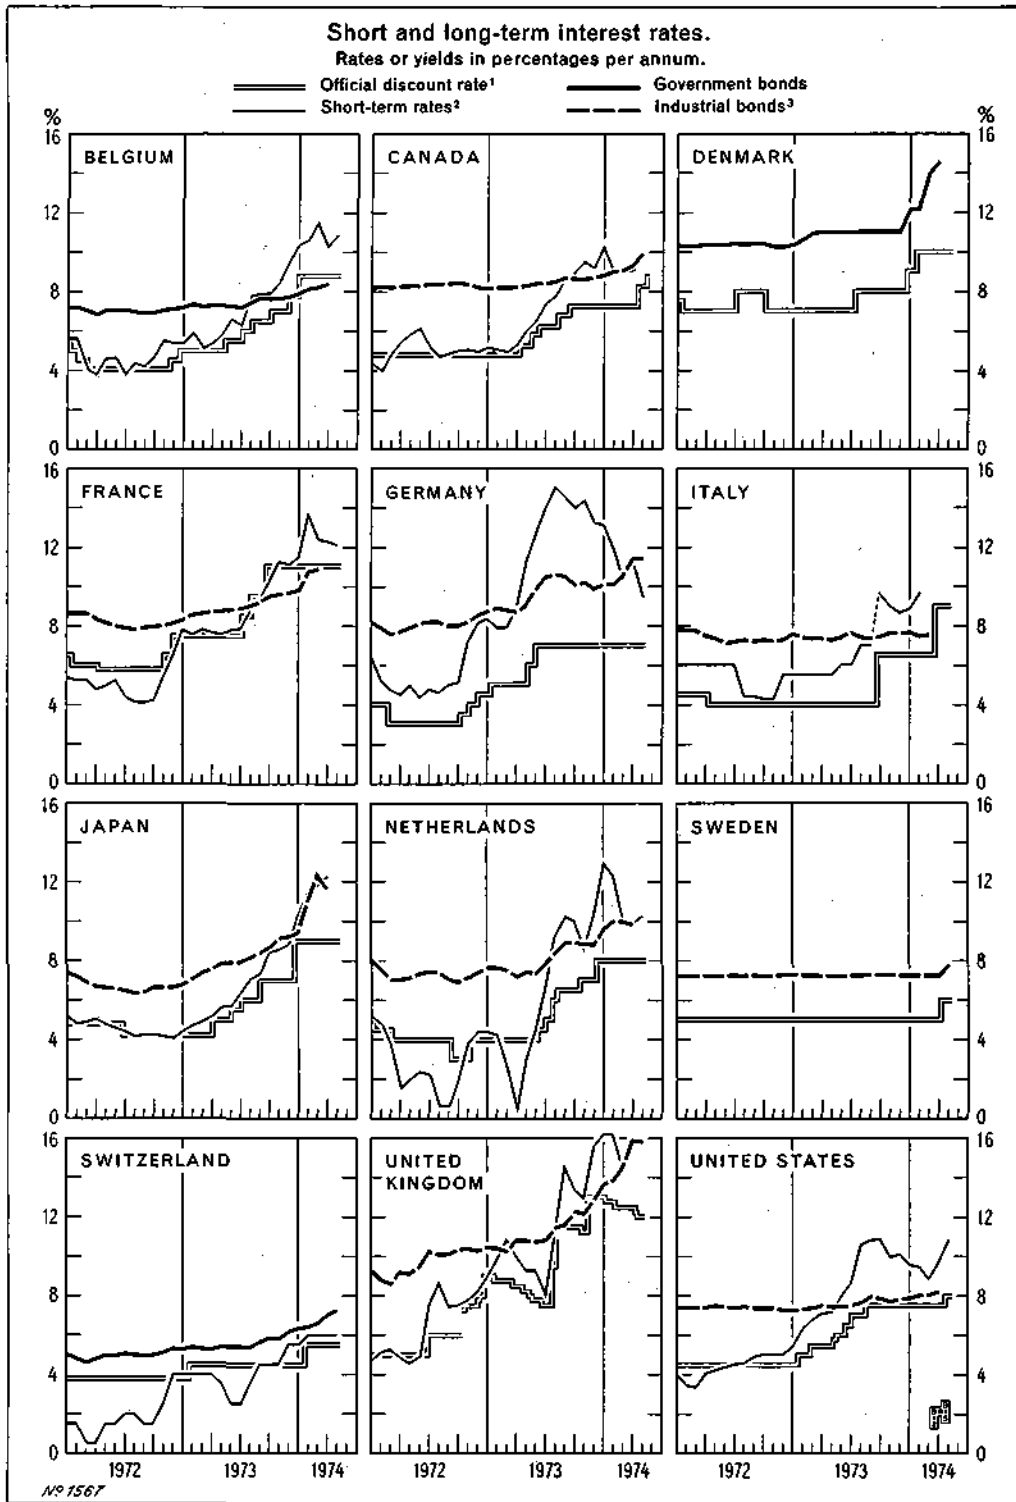 Short and long-term interest rates.
Rates or yields in percentages per annum.
Official discount rate¹
Government bonds
Short-term rates²
Industrial bonds³
% %
16 16
BELGIUM CANADA DENMARK
12 12
8 8
4 4
0 0
16 16
FRANCE GERMANY ITALY
12 12
8 8
4 4
0 0
16 16
JAPAN NETHERLANDS SWEDEN
12 12
8 8
4 4
0 0
16 16
SWITZERLAND UNITED KINGDOM UNITED STATES
12 12
8 8
4 4
0 0
1972 1973 1974 1972 1973 1974 1972 1973 1974
Nº 1567